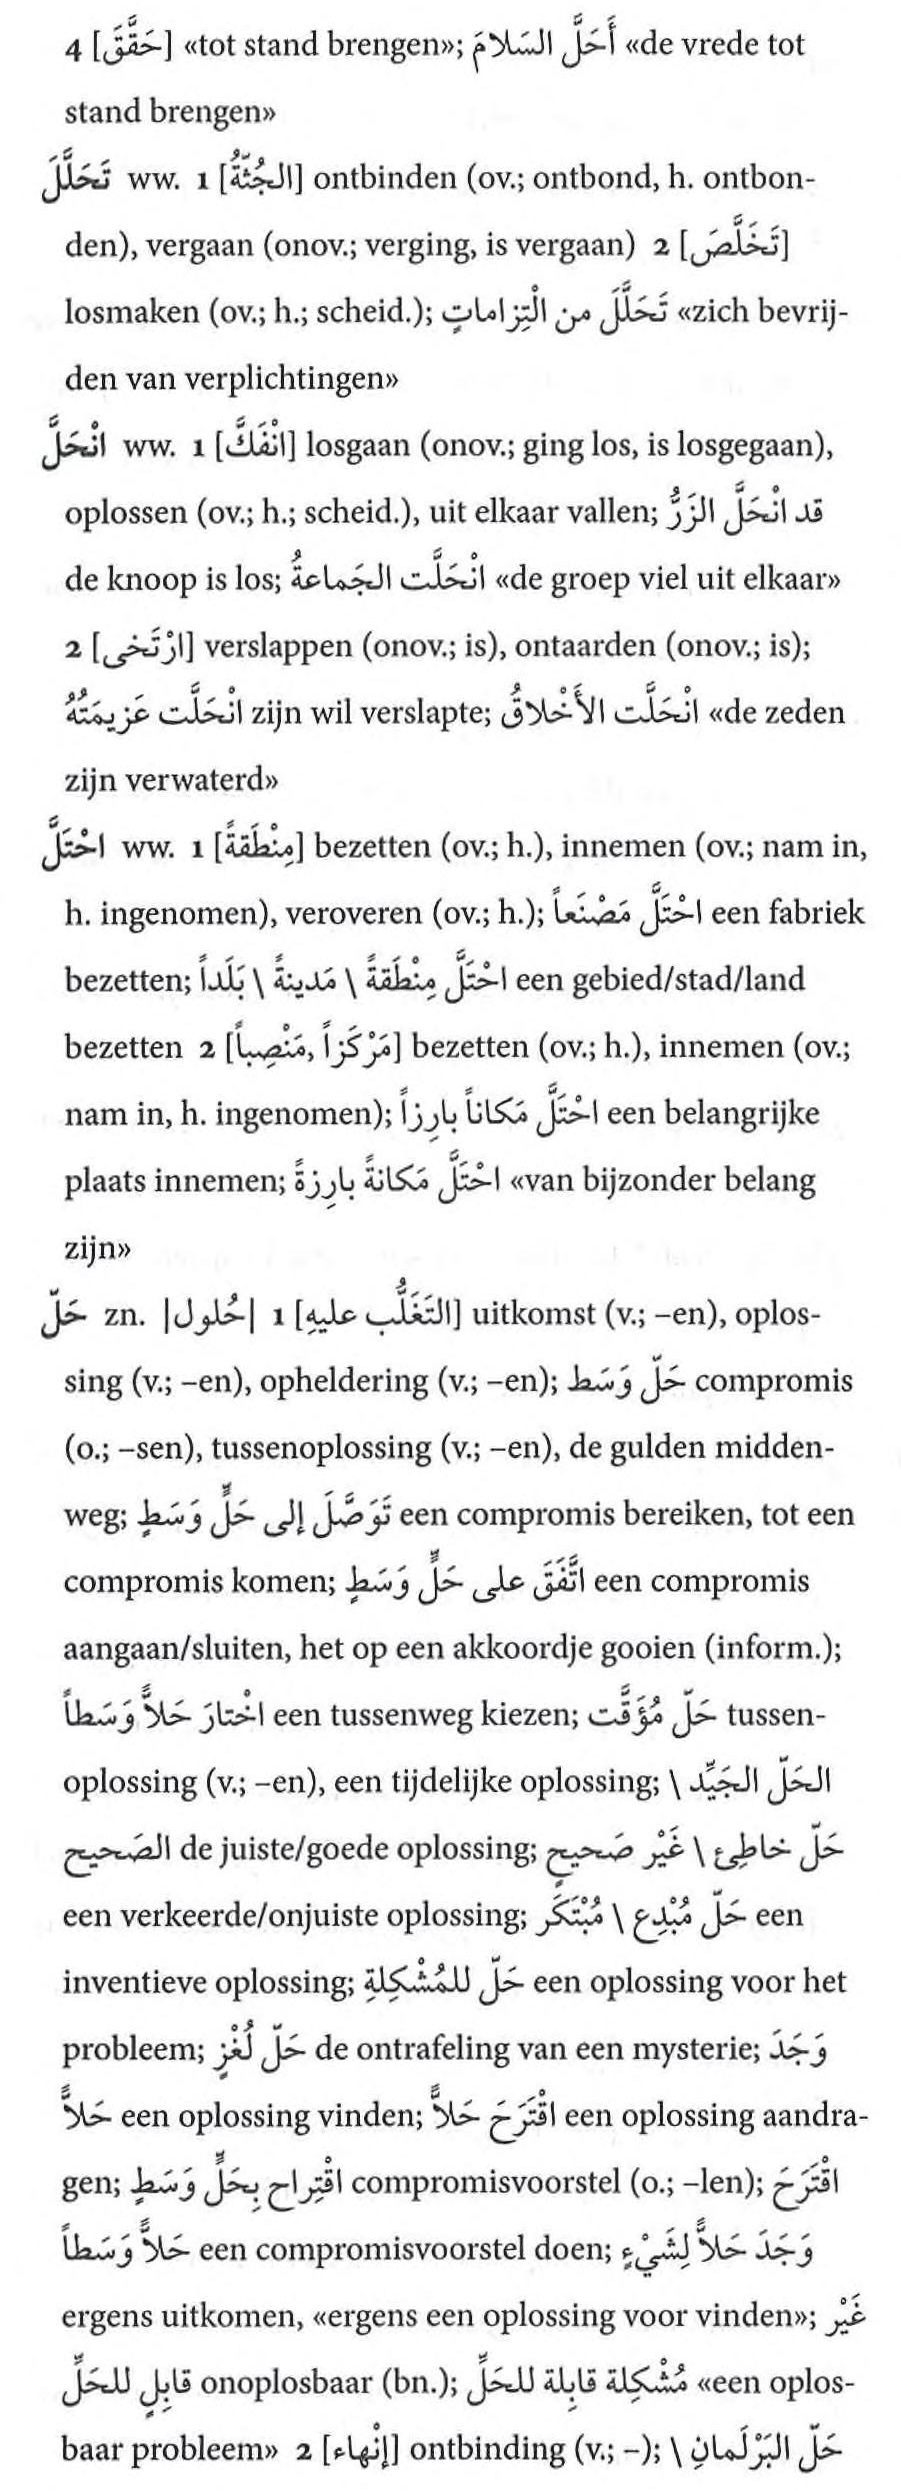 4 [حَقَّقَ] «tot stand brengen»; أَحَلَّ السَلامَ «de vrede tot
stand brengen»
تَحَلَّلَ ww. 1 [الجُثّةُ] ontbinden (ov.; ontbond, h. ontbon-
den), vergaan (onov.; verging, is vergaan) 2 [تَخَلَّصَ]
losmaken (ov.; h.; scheid.); تَحَلَّلَ من الْتِزاماتٍ «zich bevrij-
den van verplichtingen»
انْحَلَّ ww. 1 [انْفَكَّ] losgaan (onov.; ging los, is losgegaan),
oplossen (ov.; h.; scheid.), uit elkaar vallen; قد انْحَلَّ الزَرُّ
de knoop is los; انْحَلَّت الجَماعةُ «de groep viel uit elkaar»
2 [ارْتَخى] verslappen (onov.; is), ontaarden (onov.; is);
انْحَلَّت عَزيمَتُهُ zijn wil verslapte; انْحَلَّت الأَخْلاقُ «de zeden
zijn verwaterd»
احْتَلَّ ww. 1 [مِنْطَقةً] bezetten (ov.; h.), innemen (ov.; nam in,
h. ingenomen), veroveren (ov.; h.); احْتَلَّ مَصْنَعاً een fabriek
bezetten; احْتَلَّ مِنْطَقةً \ مَدينةً \ بَلَداً een gebied/stad/land
bezetten 2 [مَرْكَزاً, مَنْصِباً] bezetten (ov.; h.), innemen (ov.;
nam in, h. ingenomen); احْتَلَّ مَكاناً بارِزاً een belangrijke
plaats innemen; احْتَلَّ مَكانةً بارِزةً «van bijzonder belang
zijn»
حَلّ zn. |حُلول| 1 [التَغَلُّب عليهِ] uitkomst (v.; –en), oplos-
sing (v.; –en), opheldering (v.; –en); حَلّ وَسَط compromis
(o.; –sen), tussenoplossing (v.; –en), de gulden midden-
weg; تَوَصَّلَ إلى حَلٍّ وَسَطٍ een compromis bereiken, tot een
compromis komen; اتَّفَقَ على حَلٍّ وَسَطٍ een compromis
aangaan/sluiten, het op een akkoordje gooien (inform.);
اخْتارَ حَلاًّ وَسَطاً een tussenweg kiezen; حَلّ مُؤَقَّت tussen-
oplossing (v.; –en), een tijdelijke oplossing; الحَلّ الجَيِّد \
الصَحيح de juiste/goede oplossing; حَلّ خاطِئ \ غَيْر صَحيحٍ
een verkeerde/onjuiste oplossing; حَلّ مُبْدِع \ مُبْتَكَر een
inventieve oplossing; حَلّ للمُشْكِلةِ een oplossing voor het
probleem; حَلّ لُغْزٍ de ontrafeling van een mysterie; وَجَدَ
حَلاًّ een oplossing vinden; اقْتَرَحَ حَلاًّ een oplossing aandra-
gen; اقْتِراح بِحَلٍّ وَسَطٍ compromisvoorstel (o.; –len); اقْتَرَحَ
حَلاًّ وَسَطاً een compromisvoorstel doen; وَجَدَ حَلاًّ لِشَيْءٍ
ergens uitkomen, «ergens een oplossing voor vinden»; غَيْر
قابِلٍ للحَلِّ onoplosbaar (bn.); مُشْكِلة قابِلة للحَلِّ «een oplos-
baar probleem» 2 [إنْهاء] ontbinding (v.; –); حَلّ البَرْلَمانِ \